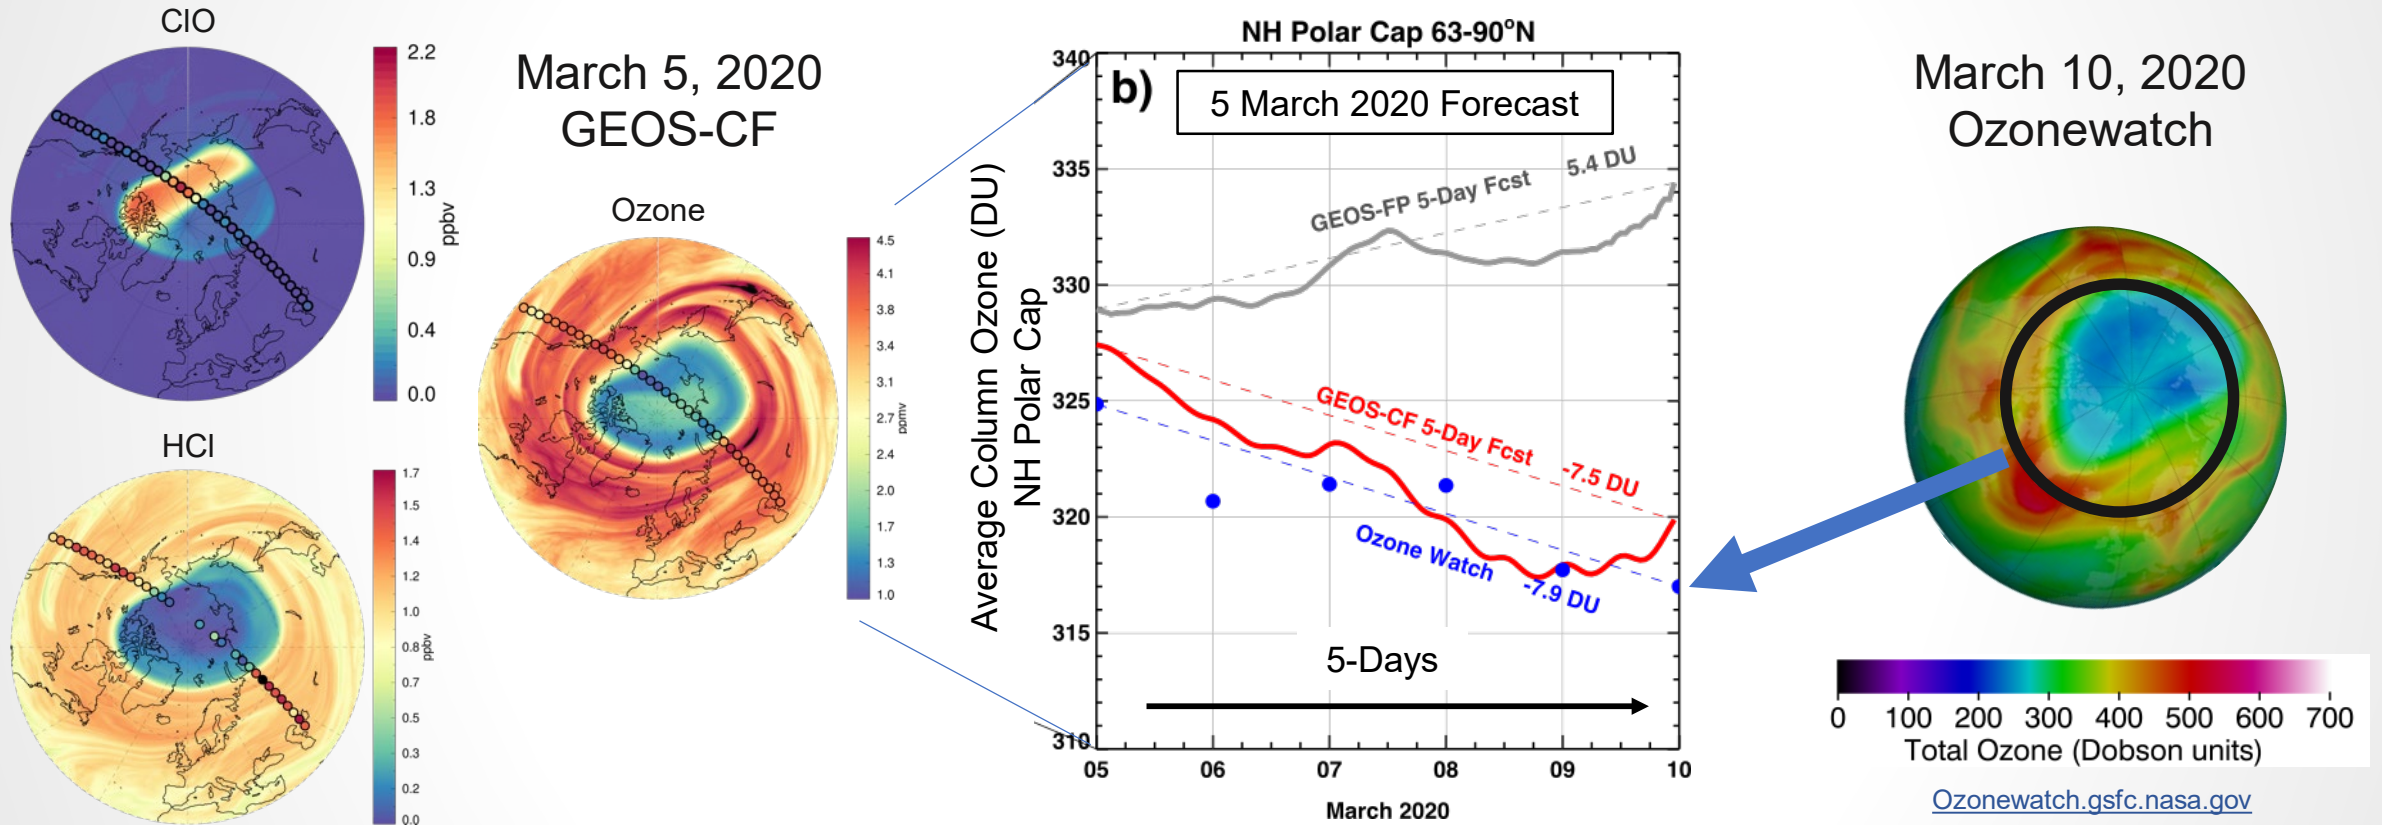 ClO
2.2
1.8
1.3
0.9
0.4
0.0
ppbv
HCl
1.7
1.5
1.4
1.2
1.0
0.8
0.7
0.5
0.3
0.2
0.0
ppbv
March 5, 2020
GEOS-CF
Ozone
4.5
4.1
3.8
3.4
3.1
2.7
2.4
2.0
1.7
1.3
1.0
ppmv
NH Polar Cap 63-90°N
b)
5 March 2020 Forecast
Average Column Ozone (DU)
NH Polar Cap
340
335
330
325
320
315
310
GEOS-FP 5-Day Fcst 5.4 DU
GEOS-CF 5-Day Fcst -7.5 DU
Ozone Watch -7.9 DU
5-Days
05 06 07 08 09 10
March 2020
March 10, 2020
Ozonewatch
0 100 200 300 400 500 600 700
Total Ozone (Dobson units)
Ozonewatch.gsfc.nasa.gov